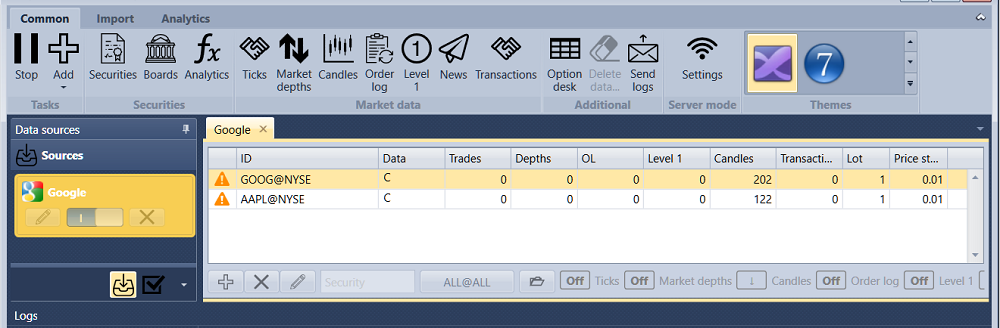 Common Import Analytics
Stop Add Securities Boards Analytics Ticks Market depths Candles Order log Level 1 News Transactions Option desk Delete data... Send logs Settings
Tasks Securities Market data Additional Server mode Themes
7
Data sources
Sources
Google
Google
ID Data Trades Depths OL Level 1 Candles Transacti... Lot Price st...
GOOG@NYSE C 0 0 0 0 202 0 1 0.01
AAPL@NYSE C 0 0 0 0 122 0 1 0.01
Security ALL@ALL Off Ticks Off Market depths ↓ Candles Off Order log Off Level 1
Logs